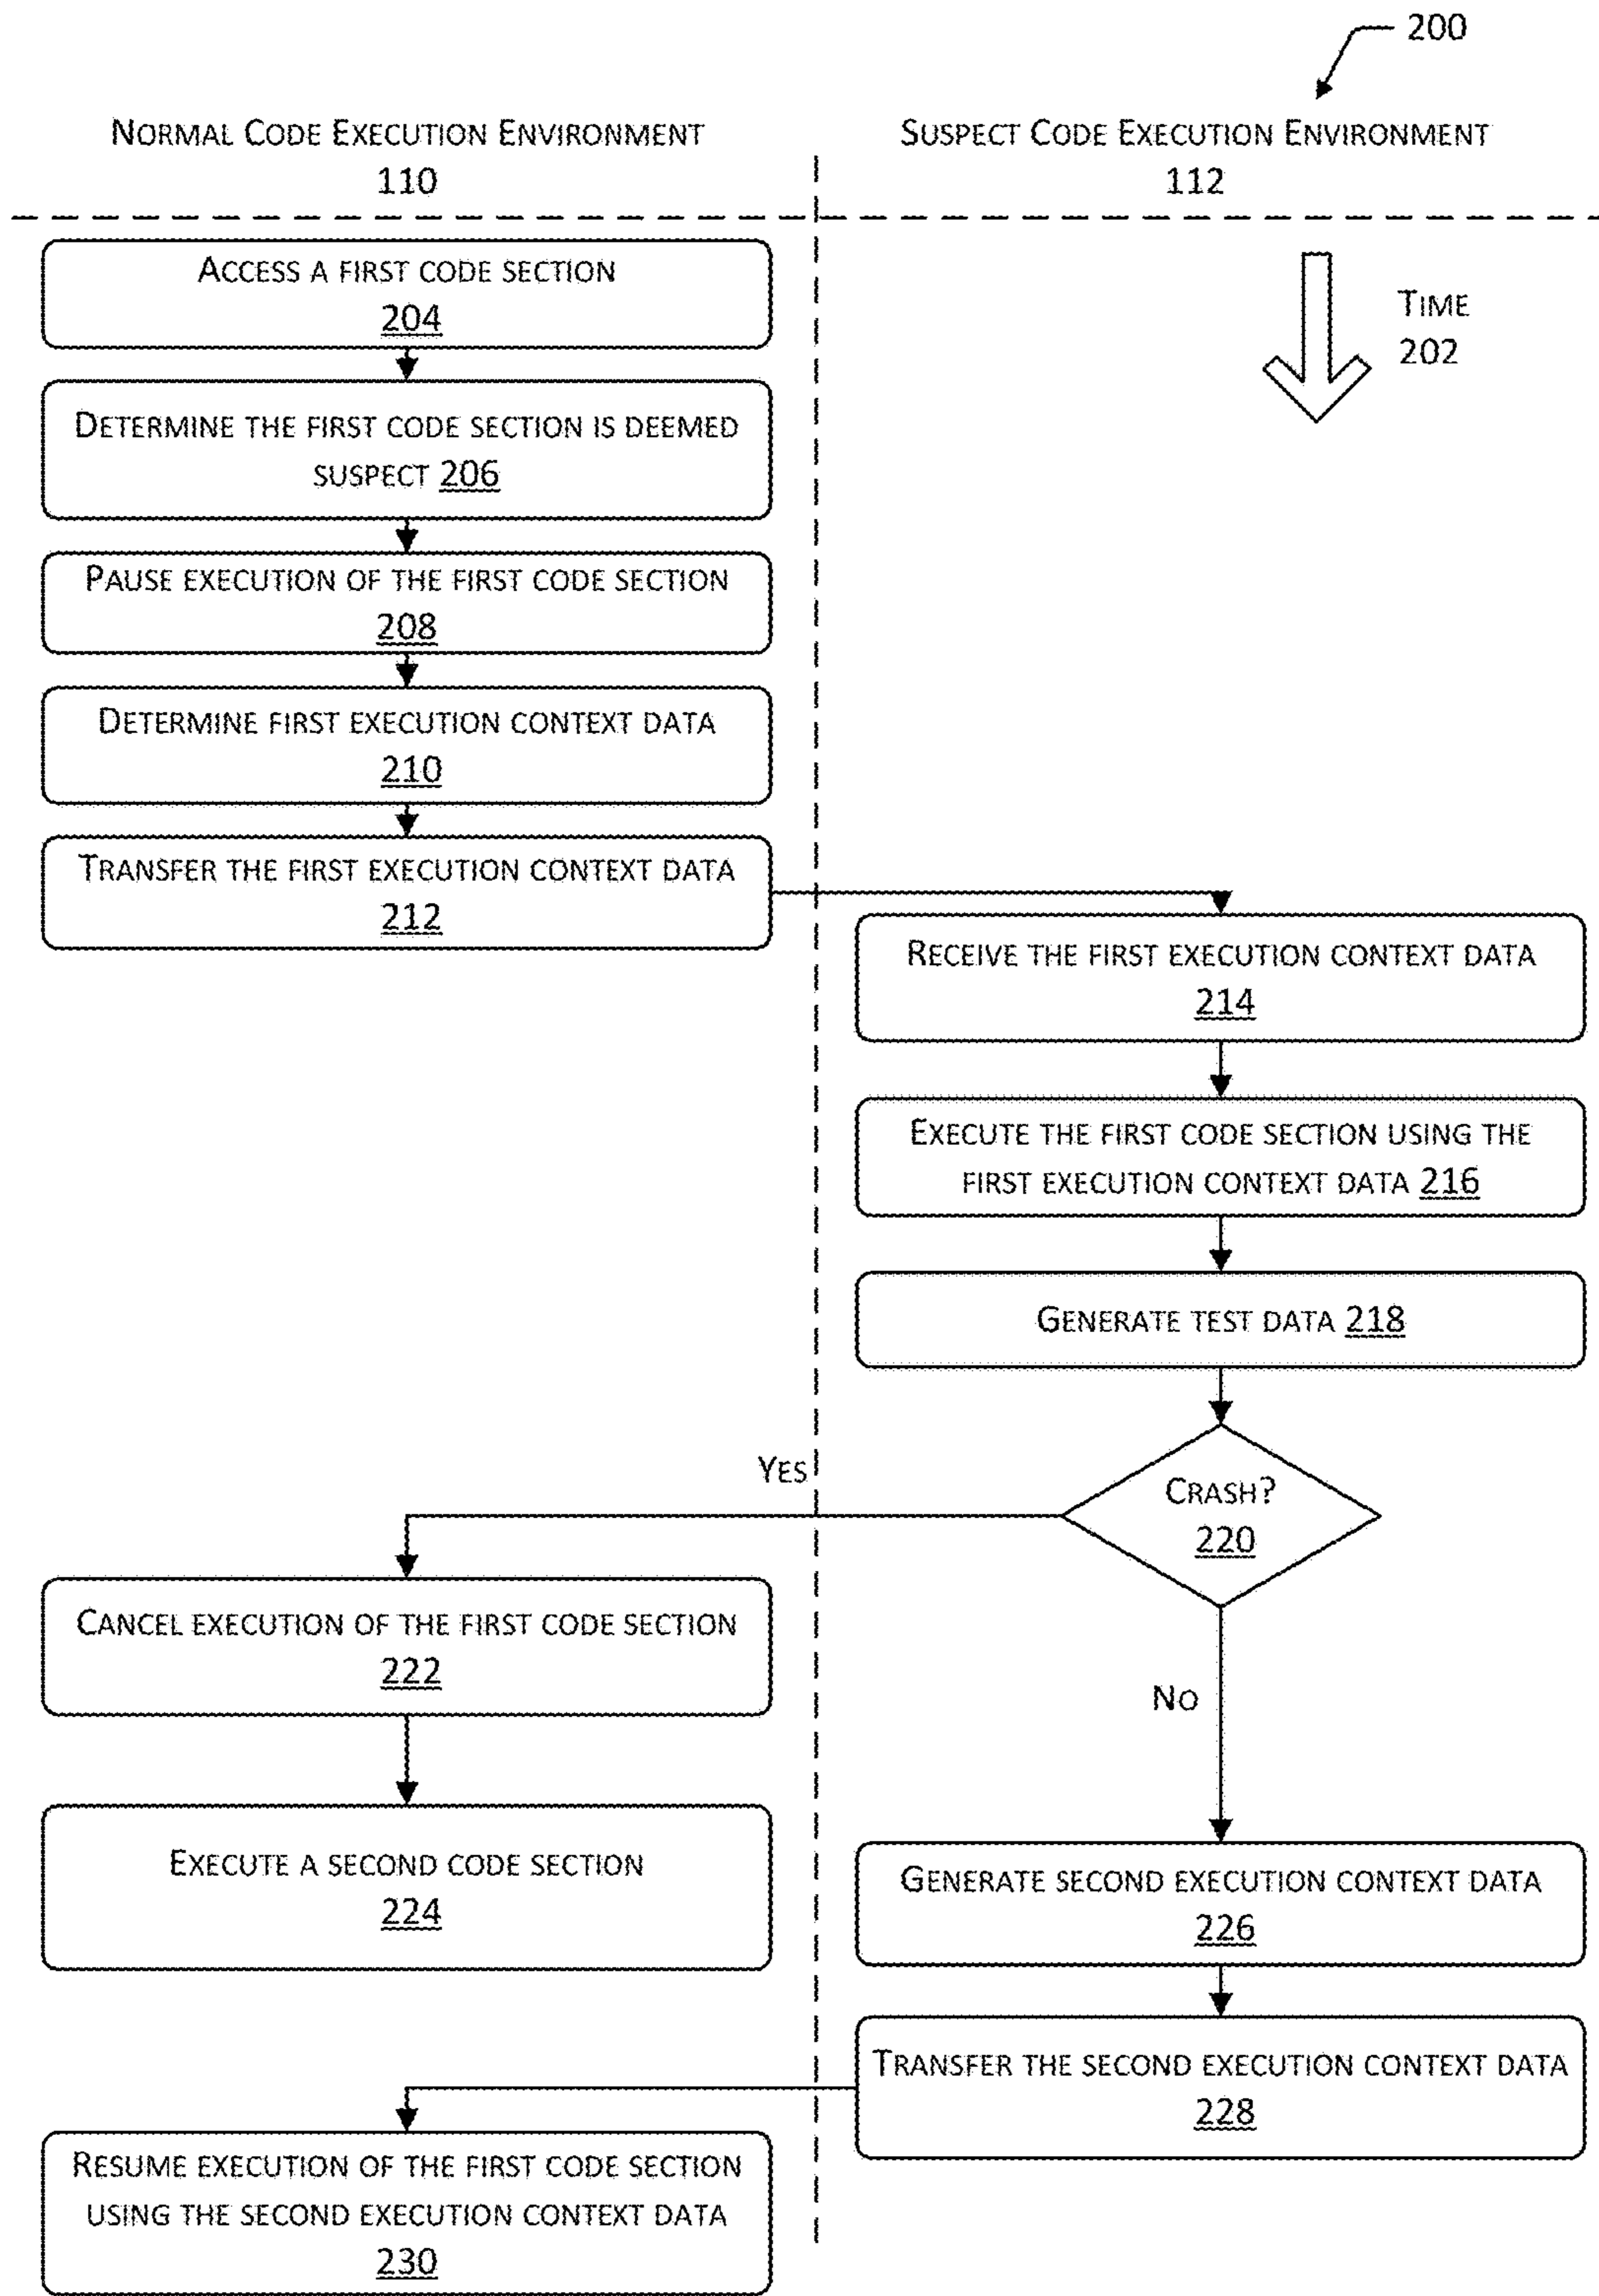 200
Normal Code Execution Environment
110
Suspect Code Execution Environment
112
Access a first code section
204
Time
202
Determine the first code section is deemed
suspect 206
Pause execution of the first code section
208
Determine first execution context data
210
Transfer the first execution context data
212
Receive the first execution context data
214
Execute the first code section using the
first execution context data 216
Generate test data 218
Yes
Crash?
220
Cancel execution of the first code section
222
No
Execute a second code section
224
Generate second execution context data
226
Transfer the second execution context data
228
Resume execution of the first code section
using the second execution context data
230